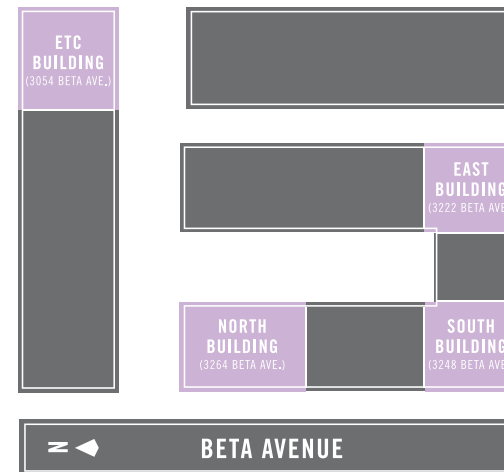 ETC
BUILDING
(3054 BETA AVE.)
EAST
BUILDING
(3222 BETA AVE
NORTH
BUILDING
(3264 BETA AVE.)
SOUTH
BUILDING
(3248 BETA AVE
N
BETA AVENUE